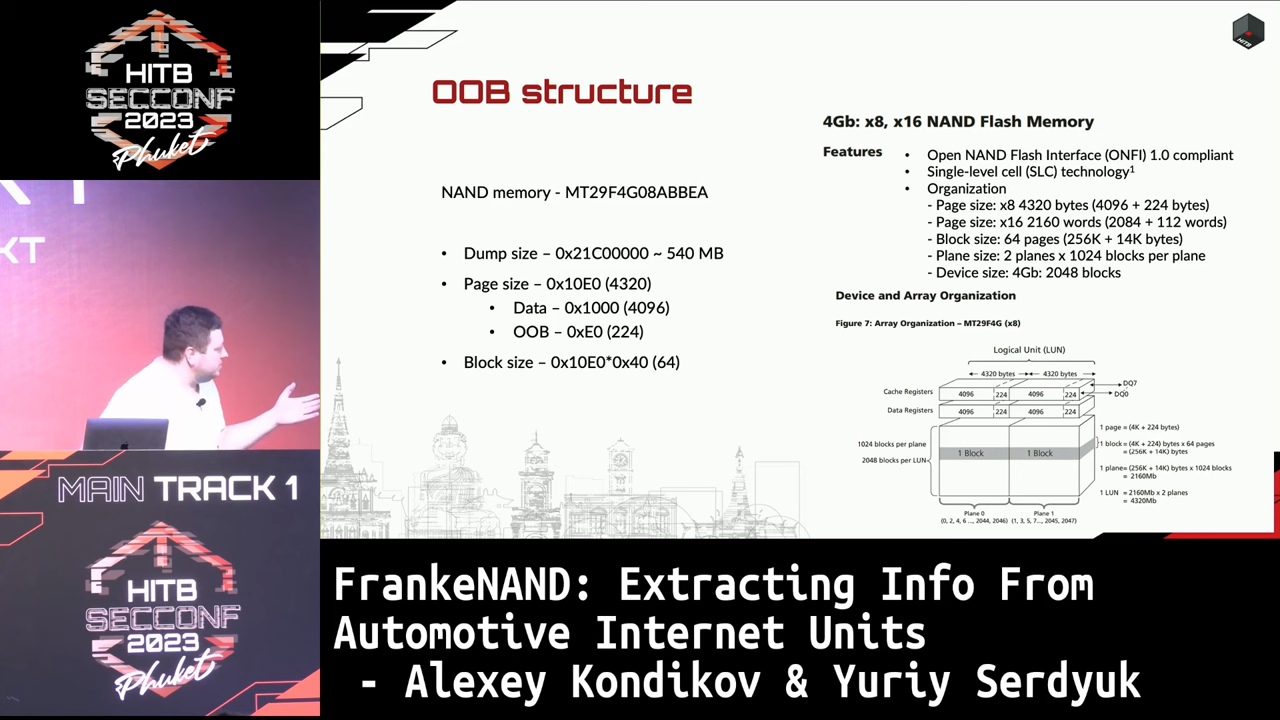 HITB
SECCONF
2023
Phuket
KT
MAIN TRACK 1
HITB
SECCONF
2023
Phuket
HITB
OOB structure
NAND memory - MT29F4G08ABBEA
• Dump size – 0x21C00000 ~ 540 MB
• Page size – 0x10E0 (4320)
• Data – 0x1000 (4096)
• OOB – 0xE0 (224)
• Block size – 0x10E0*0x40 (64)
4Gb: x8, x16 NAND Flash Memory
Features
• Open NAND Flash Interface (ONFI) 1.0 compliant
• Single-level cell (SLC) technology¹
• Organization
- Page size: x8 4320 bytes (4096 + 224 bytes)
- Page size: x16 2160 words (2084 + 112 words)
- Block size: 64 pages (256K + 14K bytes)
- Plane size: 2 planes x 1024 blocks per plane
- Device size: 4Gb: 2048 blocks
Device and Array Organization
Figure 7: Array Organization – MT29F4G (x8)
Logical Unit (LUN)
4320 bytes 4320 bytes
DQ7
DQ0
Cache Registers 4096 224 4096 224
Data Registers 4096 224 4096 224
1024 blocks per plane
2048 blocks per LUN
1 Block 1 Block
1 page = (4K + 224 bytes)
1 block = (4K + 224) bytes x 64 pages
= (256K + 14K) bytes
1 plane = (256K + 14K) bytes x 1024 blocks
= 2160Mb
1 LUN = 2160Mb x 2 planes
= 4320Mb
Plane 0 Plane 1
(0, 2, 4, 6 ..., 2044, 2046) (1, 3, 5, 7..., 2045, 2047)
FrankeNAND: Extracting Info From
Automotive Internet Units
- Alexey Kondikov & Yuriy Serdyuk